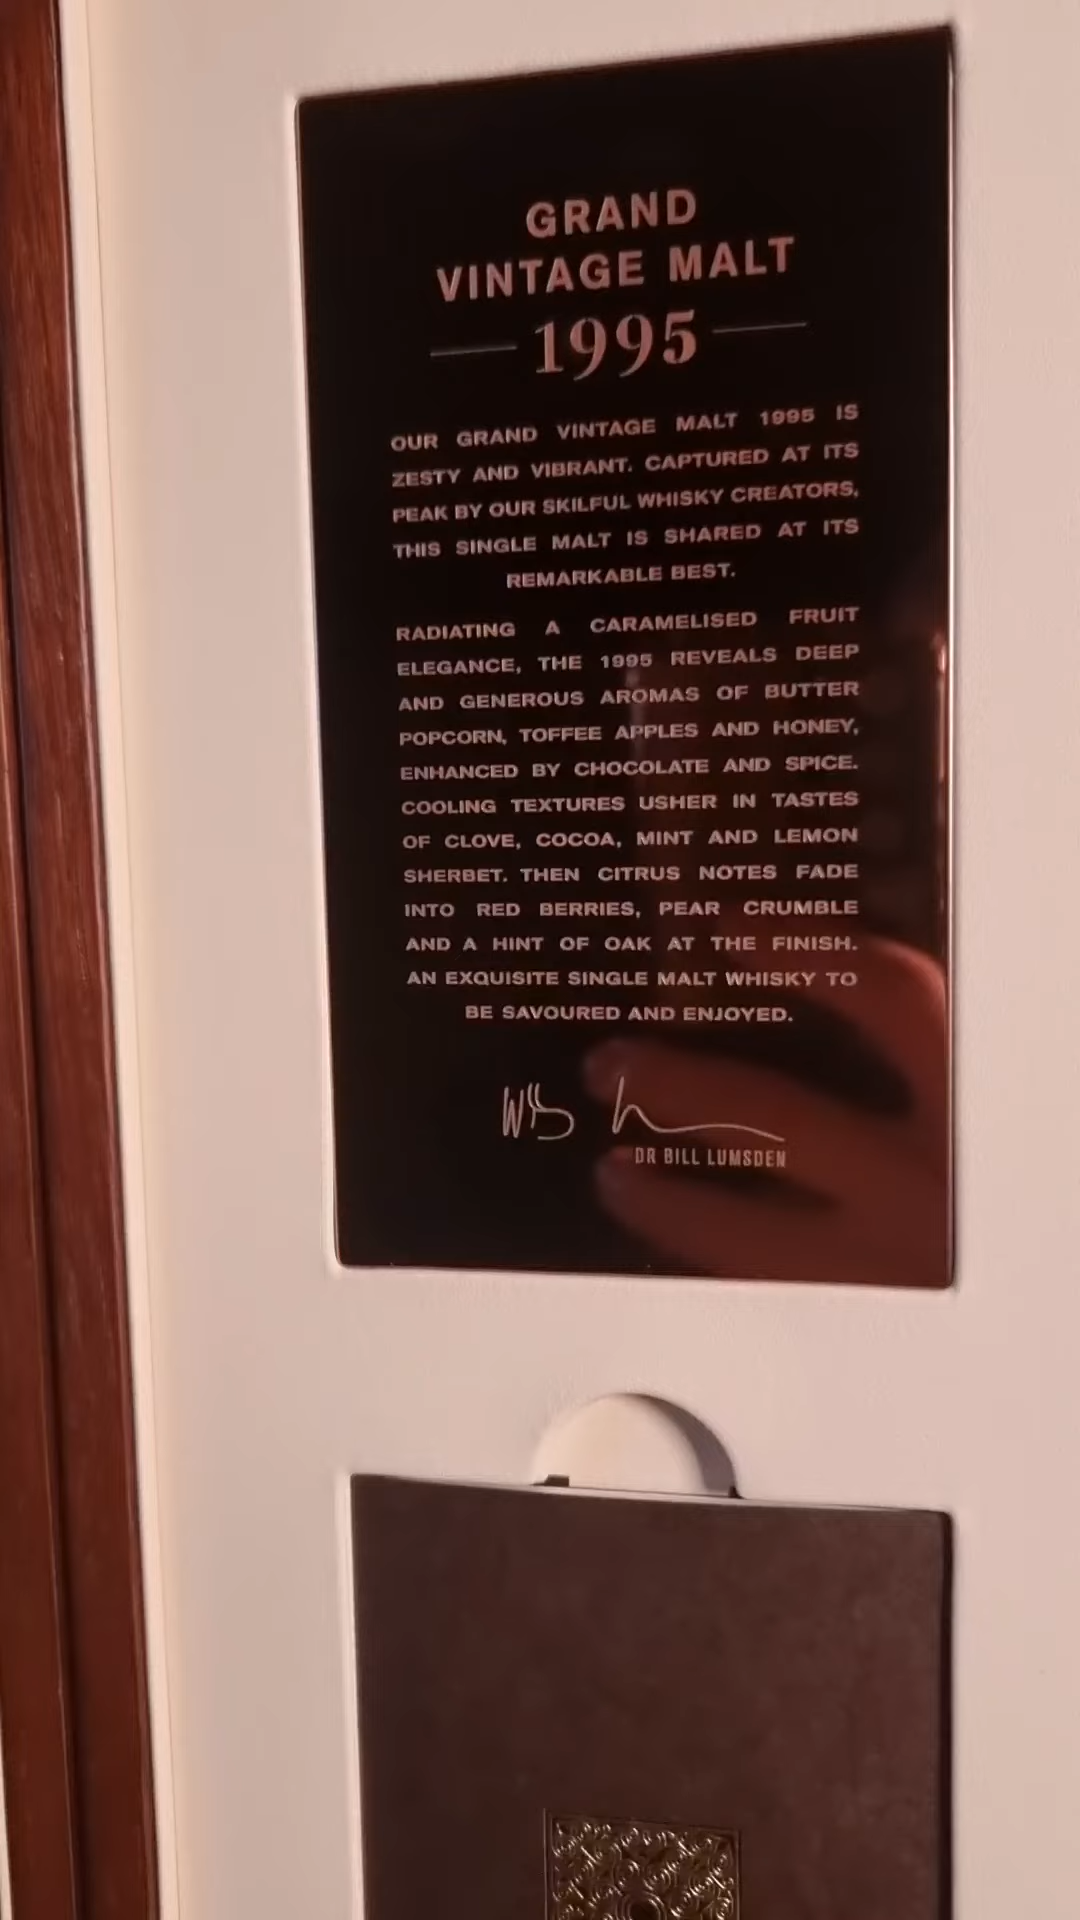 GRAND
VINTAGE MALT
1995
OUR GRAND VINTAGE MALT 1995 IS
ZESTY AND VIBRANT. CAPTURED AT ITS
PEAK BY OUR SKILFUL WHISKY CREATORS,
THIS SINGLE MALT IS SHARED AT ITS
REMARKABLE BEST.
RADIATING A CARAMELISED FRUIT
ELEGANCE, THE 1995 REVEALS DEEP
AND GENEROUS AROMAS OF BUTTER
POPCORN, TOFFEE APPLES AND HONEY,
ENHANCED BY CHOCOLATE AND SPICE.
COOLING TEXTURES USHER IN TASTES
OF CLOVE, COCOA, MINT AND LEMON
SHERBET. THEN CITRUS NOTES FADE
INTO RED BERRIES, PEAR CRUMBLE
AND A HINT OF OAK AT THE FINISH.
AN EXQUISITE SINGLE MALT WHISKY TO
BE SAVOURED AND ENJOYED.
DR BILL LUMSDEN